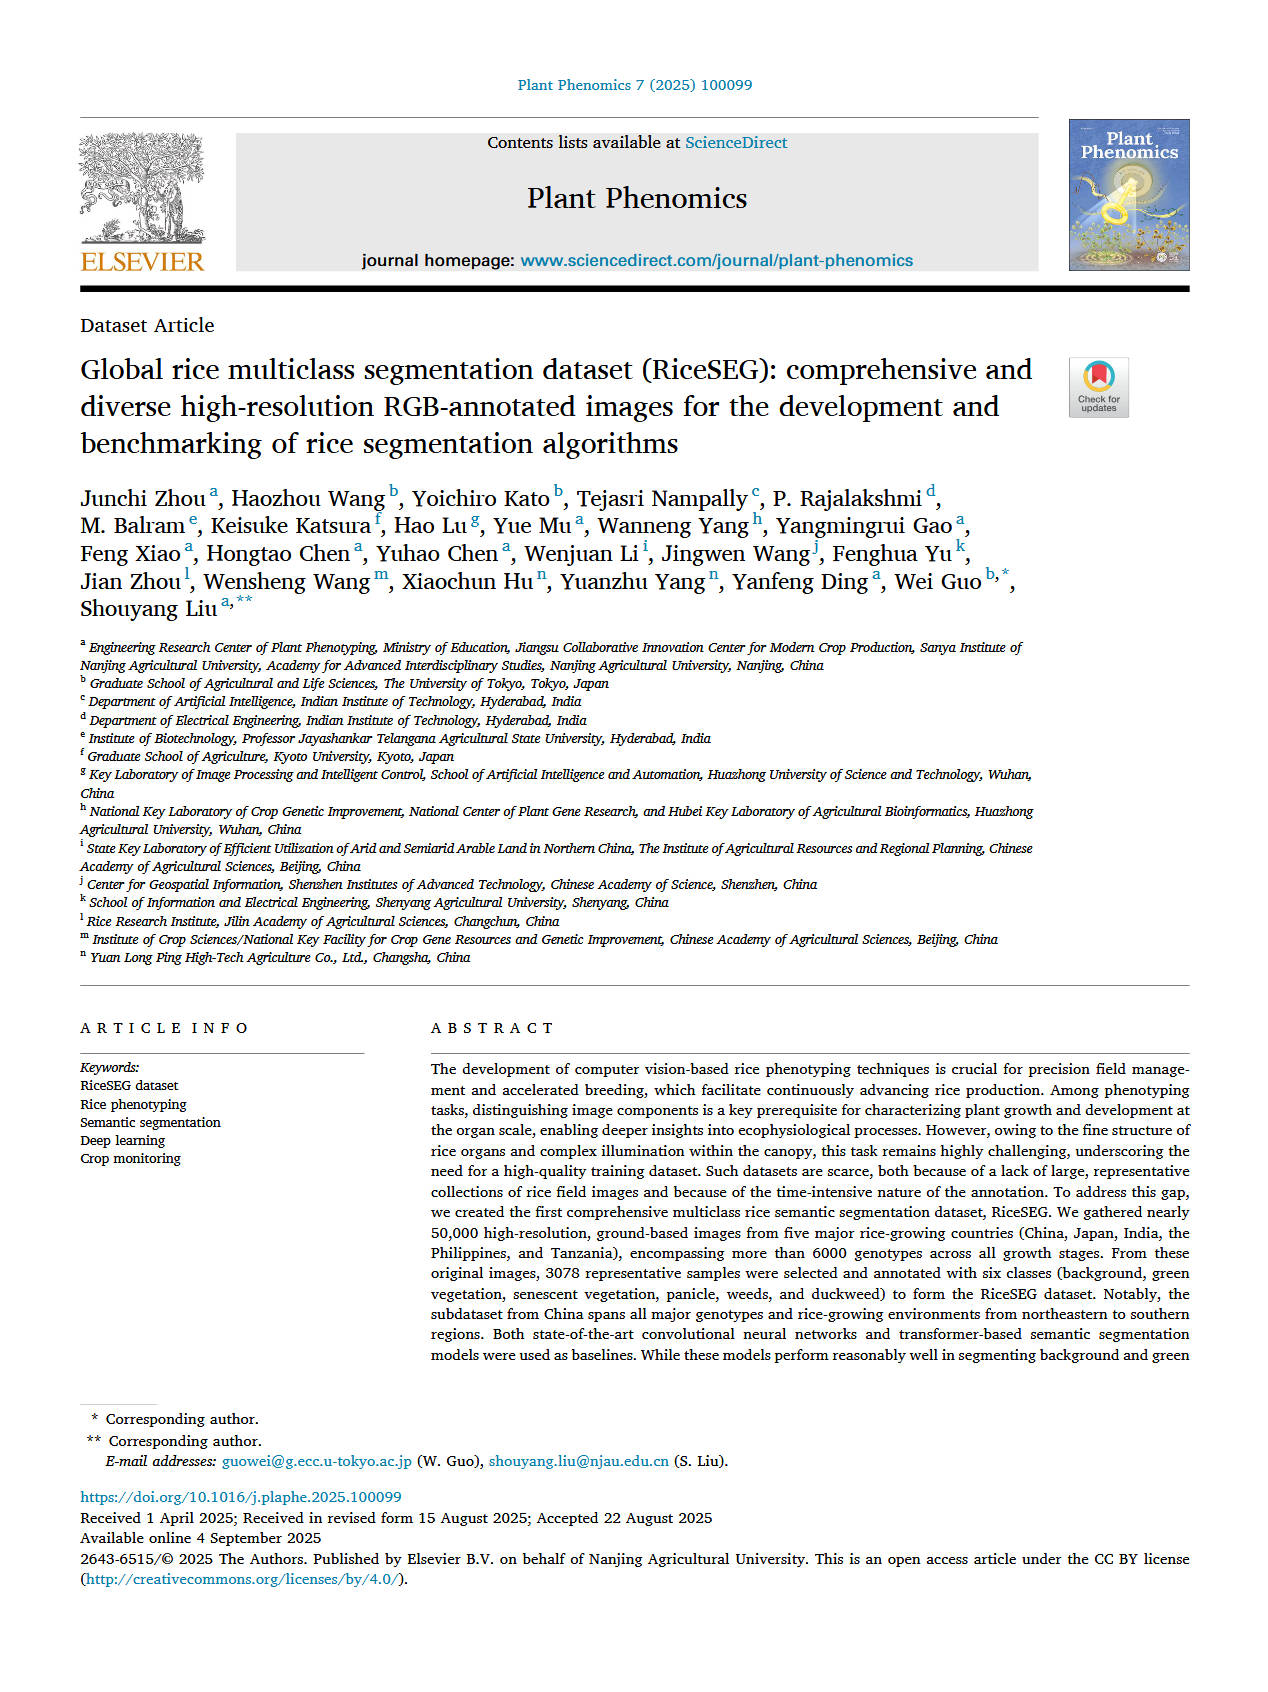 Plant Phenomics 7 (2025) 100099
Contents lists available at ScienceDirect
Plant Phenomics
journal homepage: www.sciencedirect.com/journal/plant-phenomics
ELSEVIER
Plant
Phenomics
Dataset Article
Global rice multiclass segmentation dataset (RiceSEG): comprehensive and
diverse high-resolution RGB-annotated images for the development and
benchmarking of rice segmentation algorithms
Check for
updates
Junchi Zhou a, Haozhou Wang b, Yoichiro Kato b, Tejasri Nampally c, P. Rajalakshmi d,
M. Balram e, Keisuke Katsura f, Hao Lu g, Yue Mu a, Wanneng Yang h, Yangmingrui Gao a,
Feng Xiao a, Hongtao Chen a, Yuhao Chen a, Wenjuan Li i, Jingwen Wang j, Fenghua Yu k,
Jian Zhou l, Wensheng Wang m, Xiaochun Hu n, Yuanzhu Yang n, Yanfeng Ding a, Wei Guo b,*,
Shouyang Liu a,**
a Engineering Research Center of Plant Phenotyping, Ministry of Education, Jiangsu Collaborative Innovation Center for Modern Crop Production, Sanya Institute of
Nanjing Agricultural University, Academy for Advanced Interdisciplinary Studies, Nanjing Agricultural University, Nanjing, China
b Graduate School of Agricultural and Life Sciences, The University of Tokyo, Tokyo, Japan
c Department of Artificial Intelligence, Indian Institute of Technology, Hyderabad, India
d Department of Electrical Engineering, Indian Institute of Technology, Hyderabad, India
e Institute of Biotechnology, Professor Jayashankar Telangana Agricultural State University, Hyderabad, India
f Graduate School of Agriculture, Kyoto University, Kyoto, Japan
g Key Laboratory of Image Processing and Intelligent Control, School of Artificial Intelligence and Automation, Huazhong University of Science and Technology, Wuhan,
China
h National Key Laboratory of Crop Genetic Improvement, National Center of Plant Gene Research, and Hubei Key Laboratory of Agricultural Bioinformatics, Huazhong
Agricultural University, Wuhan, China
i State Key Laboratory of Efficient Utilization of Arid and Semiarid Arable Land in Northern China, The Institute of Agricultural Resources and Regional Planning, Chinese
Academy of Agricultural Sciences, Beijing, China
j Center for Geospatial Information, Shenzhen Institutes of Advanced Technology, Chinese Academy of Science, Shenzhen, China
k School of Information and Electrical Engineering, Shenyang Agricultural University, Shenyang, China
l Rice Research Institute, Jilin Academy of Agricultural Sciences, Changchun, China
m Institute of Crop Sciences/National Key Facility for Crop Gene Resources and Genetic Improvement, Chinese Academy of Agricultural Sciences, Beijing, China
n Yuan Long Ping High-Tech Agriculture Co., Ltd., Changsha, China
ARTICLE INFO
Keywords:
RiceSEG dataset
Rice phenotyping
Semantic segmentation
Deep learning
Crop monitoring
ABSTRACT
The development of computer vision-based rice phenotyping techniques is crucial for precision field manage-
ment and accelerated breeding, which facilitate continuously advancing rice production. Among phenotyping
tasks, distinguishing image components is a key prerequisite for characterizing plant growth and development at
the organ scale, enabling deeper insights into ecophysiological processes. However, owing to the fine structure of
rice organs and complex illumination within the canopy, this task remains highly challenging, underscoring the
need for a high-quality training dataset. Such datasets are scarce, both because of a lack of large, representative
collections of rice field images and because of the time-intensive nature of the annotation. To address this gap,
we created the first comprehensive multiclass rice semantic segmentation dataset, RiceSEG. We gathered nearly
50,000 high-resolution, ground-based images from five major rice-growing countries (China, Japan, India, the
Philippines, and Tanzania), encompassing more than 6000 genotypes across all growth stages. From these
original images, 3078 representative samples were selected and annotated with six classes (background, green
vegetation, senescent vegetation, panicle, weeds, and duckweed) to form the RiceSEG dataset. Notably, the
subdataset from China spans all major genotypes and rice-growing environments from northeastern to southern
regions. Both state-of-the-art convolutional neural networks and transformer-based semantic segmentation
models were used as baselines. While these models perform reasonably well in segmenting background and green
* Corresponding author.
** Corresponding author.
E-mail addresses: guowei@g.ecc.u-tokyo.ac.jp (W. Guo), shouyang.liu@njau.edu.cn (S. Liu).
https://doi.org/10.1016/j.plaphe.2025.100099
Received 1 April 2025; Received in revised form 15 August 2025; Accepted 22 August 2025
Available online 4 September 2025
2643-6515/© 2025 The Authors. Published by Elsevier B.V. on behalf of Nanjing Agricultural University. This is an open access article under the CC BY license
(http://creativecommons.org/licenses/by/4.0/).